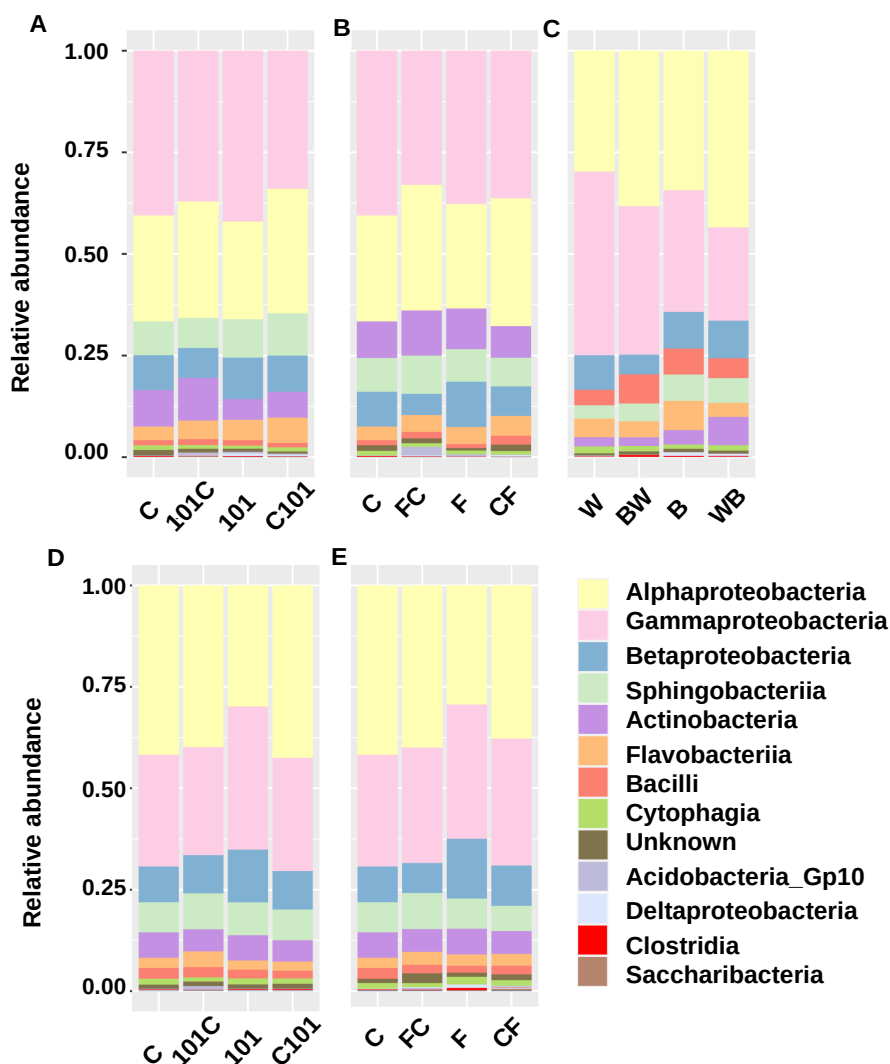 A
B
C
Relative abundance
1.00
0.75
0.50
0.25
0.00
C
101C
101
C101
C
FC
F
CF
W
BW
B
WB
D
E
Relative abundance
1.00
0.75
0.50
0.25
0.00
C
101C
101
C101
C
FC
F
CF
Alphaproteobacteria
Gammaproteobacteria
Betaproteobacteria
Sphingobacteriia
Actinobacteria
Flavobacteriia
Bacilli
Cytophagia
Unknown
Acidobacteria_Gp10
Deltaproteobacteria
Clostridia
Saccharibacteria